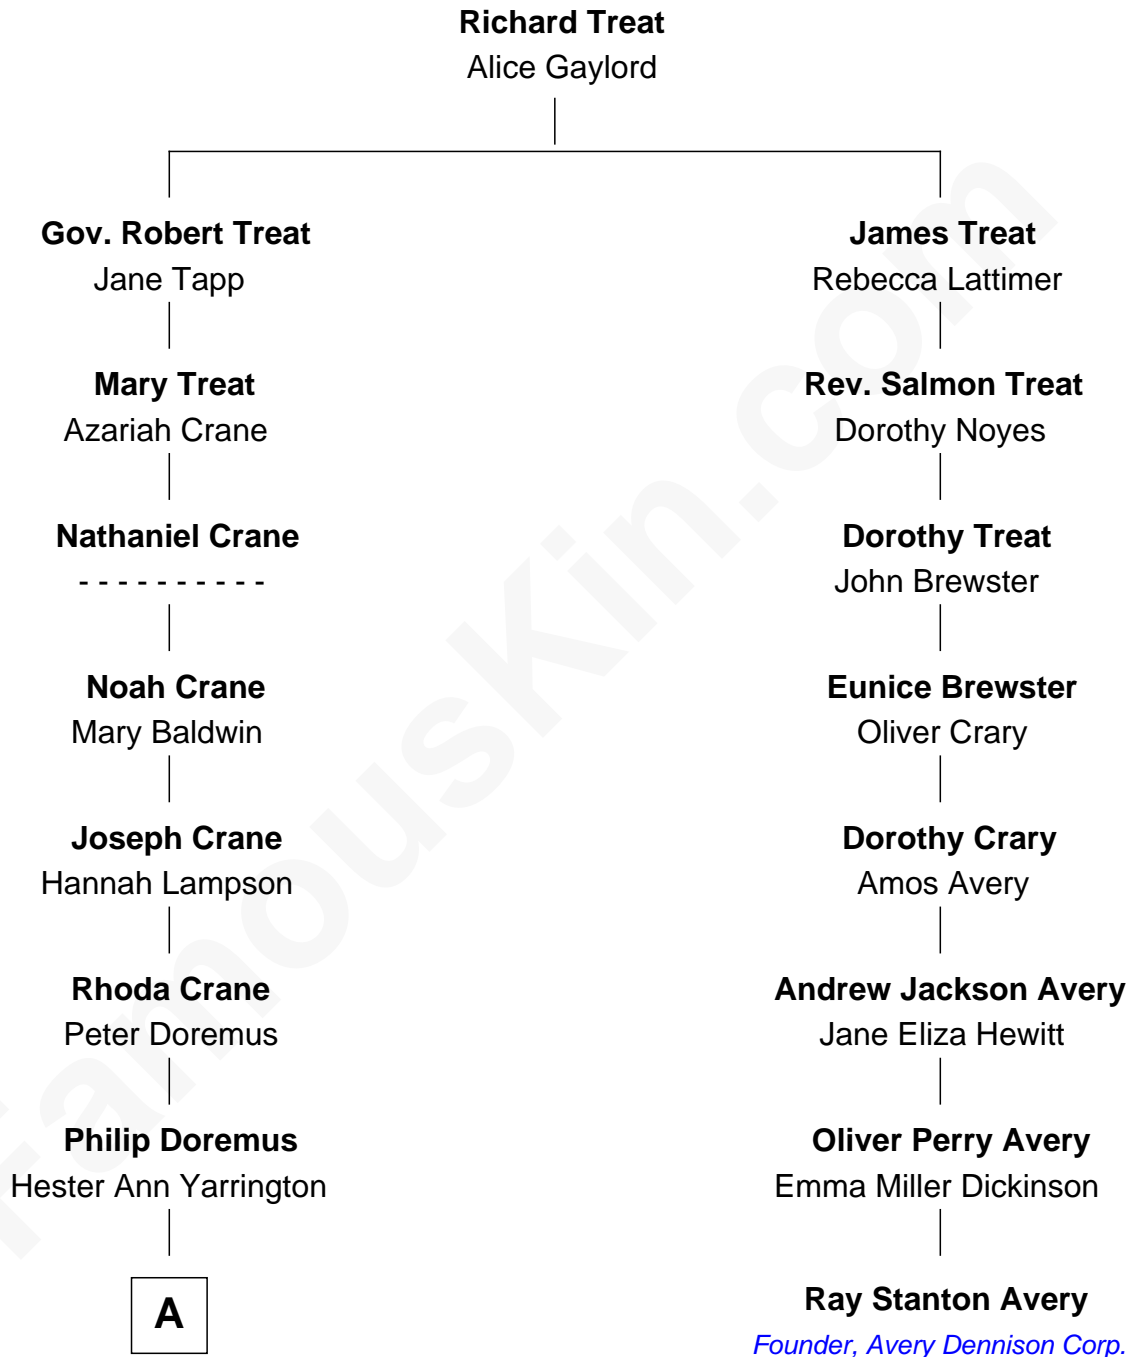 Richard Treat
Alice Gaylord
Gov. Robert Treat
Jane Tapp
James Treat
Rebecca Lattimer
Mary Treat
Azariah Crane
Rev. Salmon Treat
Dorothy Noyes
Nathaniel Crane
- - - - - - - - - -
Dorothy Treat
John Brewster
Noah Crane
Mary Baldwin
Eunice Brewster
Oliver Crary
Joseph Crane
Hannah Lampson
Dorothy Crary
Amos Avery
Rhoda Crane
Peter Doremus
Andrew Jackson Avery
Jane Eliza Hewitt
Philip Doremus
Hester Ann Yarrington
Oliver Perry Avery
Emma Miller Dickinson
A
Ray Stanton Avery
Founder, Avery Dennison Corp.
FamousKin.com